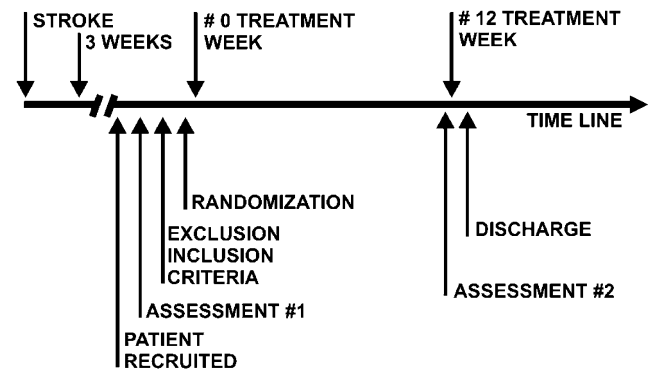 STROKE
3 WEEKS
# 0 TREATMENT
WEEK
# 12 TREATMENT
WEEK
TIME LINE
RANDOMIZATION
EXCLUSION
INCLUSION
CRITERIA
ASSESSMENT #1
PATIENT
RECRUITED
DISCHARGE
ASSESSMENT #2